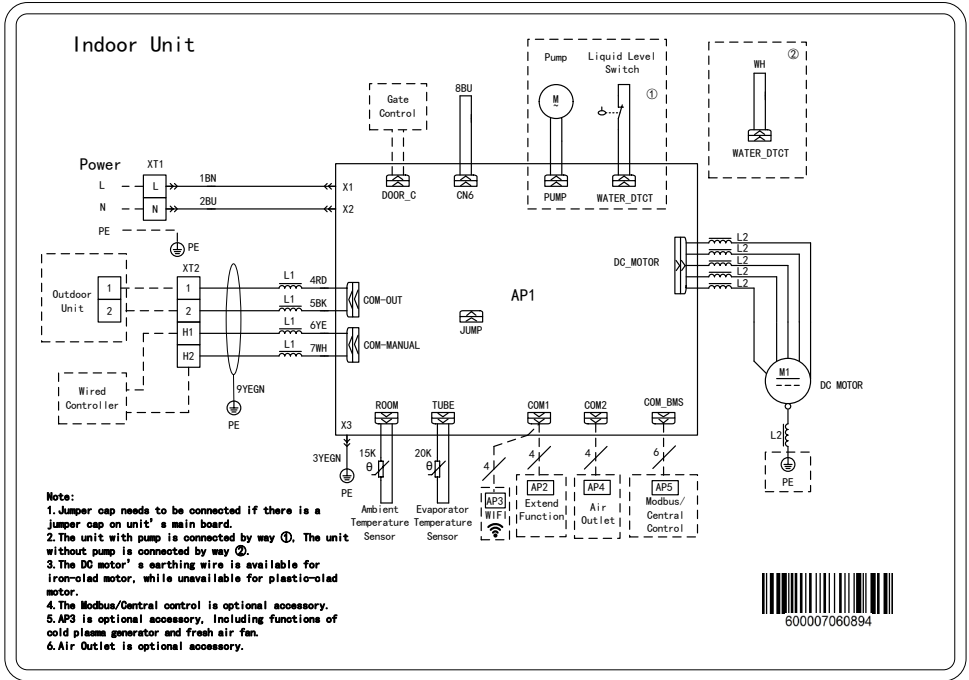 Indoor Unit
Pump
Liquid Level
Switch
①
M
~
②
WH
WATER_DTCT
Gate
Control
8BU
DOOR_C
CN6
PUMP
WATER_DTCT
Power
XT1
L
L
1BN
X1
N
N
2BU
X2
PE
PE
Outdoor
Unit
1
2
XT2
1
2
H1
H2
L1
4RD
L1
5BK
L1
6YE
L1
7WH
COM-OUT
COM-MANUAL
AP1
JUMP
DC_MOTOR
L2
L2
L2
L2
L2
M1
DC MOTOR
L2
PE
Wired
Controller
9YEGN
PE
X3
3YEGN
PE
ROOM
TUBE
COM1
COM2
COM_BMS
15K
θ
20K
θ
4
4
4
6
Ambient
Temperature
Sensor
Evaporator
Temperature
Sensor
AP3
WIFI
AP2
Extend
Function
AP4
Air
Outlet
AP5
Modbus/
Central
Control
Note:
1.Jumper cap needs to be connected if there is a
jumper cap on unit's main board.
2.The unit with pump is connected by way ①, The unit
without pump is connected by way ②.
3.The DC motor's earthing wire is available for
iron-clad motor, while unavailable for plastic-clad
motor.
4.The Modbus/Central control is optional accessory.
5.AP3 is optional accessory, Including functions of
cold plasma generator and fresh air fan.
6.Air Outlet is optional accessory.
600007060894